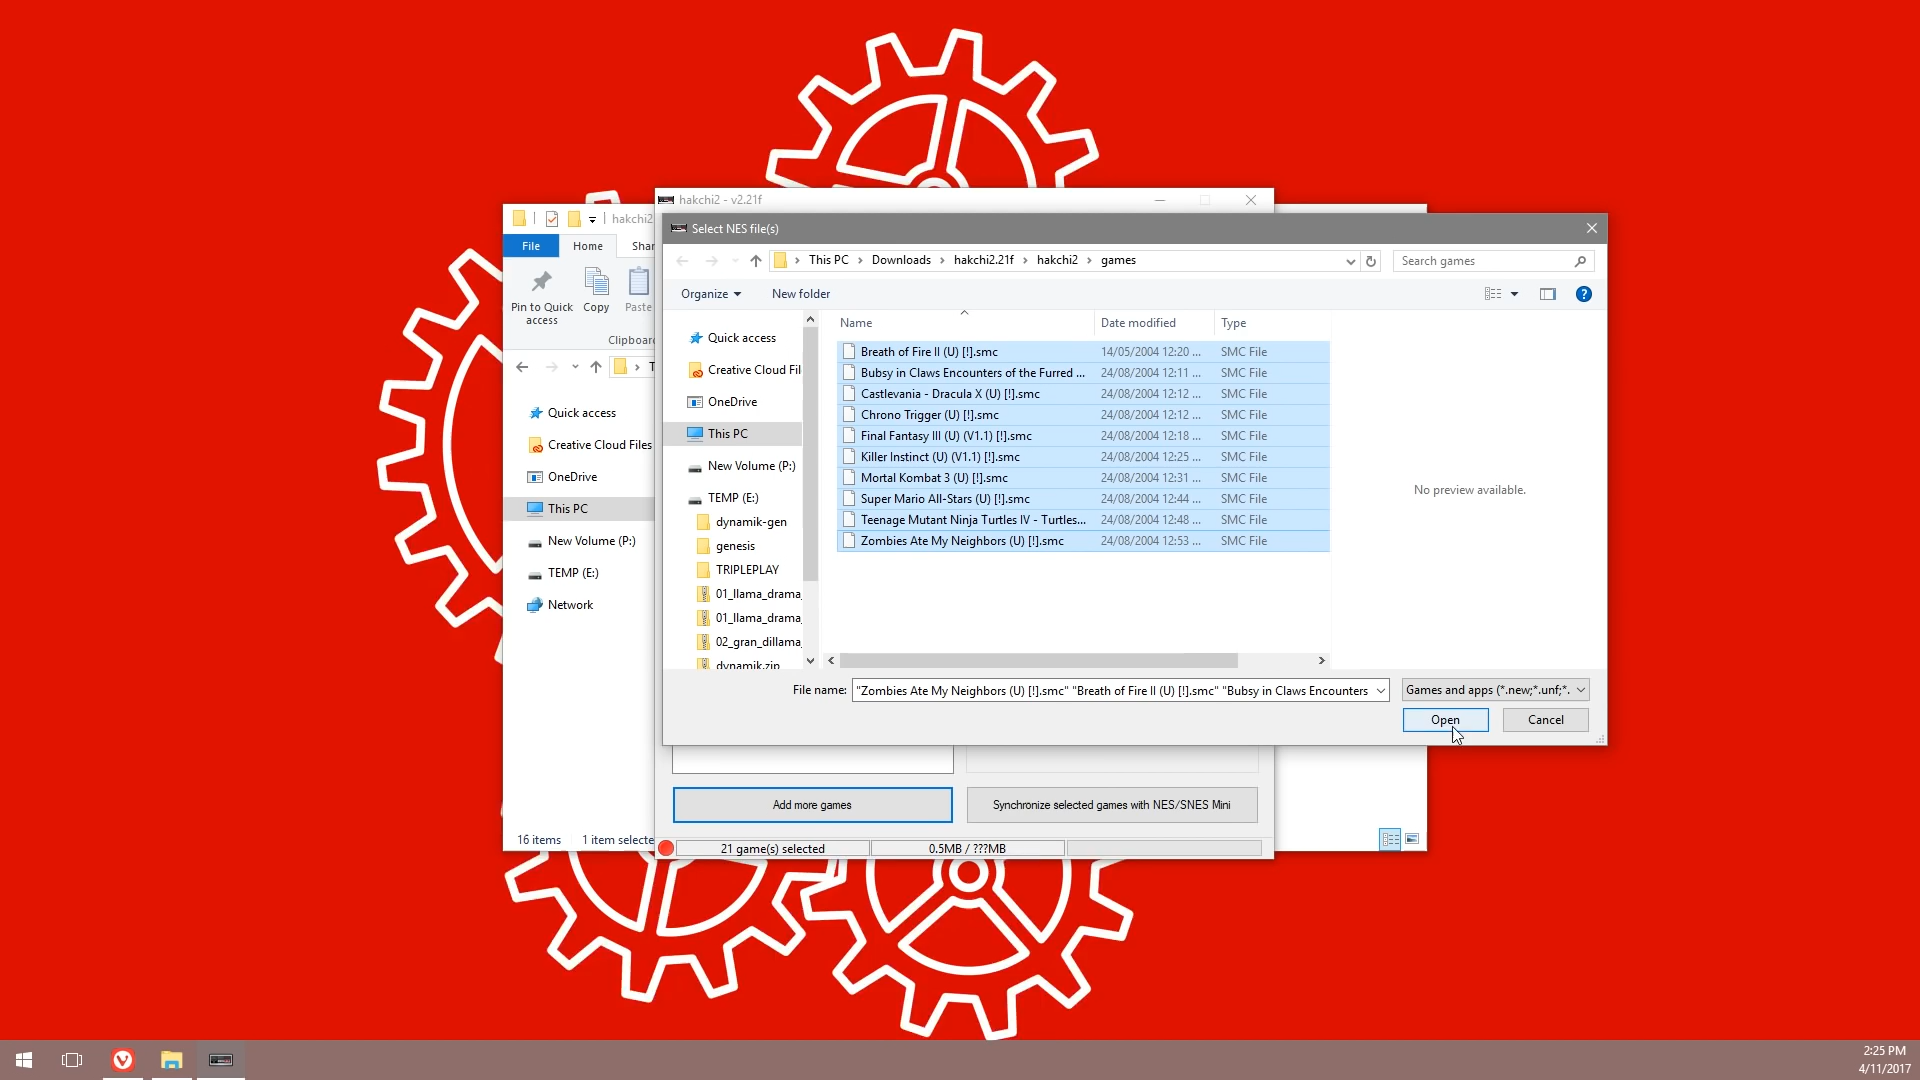 hakchi2 - v2.21f
hakchi2
Select NES file(s)
File
Home
Shar
This PC > Downloads > hakchi2.21f > hakchi2 > games
Search games
Pin to Quick access
Copy
Paste
Clipboard
Organize
New folder
Name
Date modified
Type
Quick access
Creative Cloud Fil
OneDrive
This PC
New Volume (P:)
TEMP (E:)
dynamik-gen
genesis
TRIPLEPLAY
01_llama_drama_
01_llama_drama_
02_gran_dillama_
dynamik.zip
Breath of Fire II (U) [!].smc 14/05/2004 12:20 ... SMC File
Bubsy in Claws Encounters of the Furred ... 24/08/2004 12:11 ... SMC File
Castlevania - Dracula X (U) [!].smc 24/08/2004 12:12 ... SMC File
Chrono Trigger (U) [!].smc 24/08/2004 12:12 ... SMC File
Final Fantasy III (U) (V1.1) [!].smc 24/08/2004 12:18 ... SMC File
Killer Instinct (U) (V1.1) [!].smc 24/08/2004 12:25 ... SMC File
Mortal Kombat 3 (U) [!].smc 24/08/2004 12:31 ... SMC File
Super Mario All-Stars (U) [!].smc 24/08/2004 12:44 ... SMC File
Teenage Mutant Ninja Turtles IV - Turtles... 24/08/2004 12:48 ... SMC File
Zombies Ate My Neighbors (U) [!].smc 24/08/2004 12:53 ... SMC File
No preview available.
T
Quick access
Creative Cloud Files
OneDrive
This PC
New Volume (P:)
TEMP (E:)
Network
File name: "Zombies Ate My Neighbors (U) [!].smc" "Breath of Fire II (U) [!].smc" "Bubsy in Claws Encounters
Games and apps (*.new;*.unf;*.
Open
Cancel
Add more games
Synchronize selected games with NES/SNES Mini
16 items
1 item selecte
21 game(s) selected
0.5MB / ???MB
2:25 PM
4/11/2017